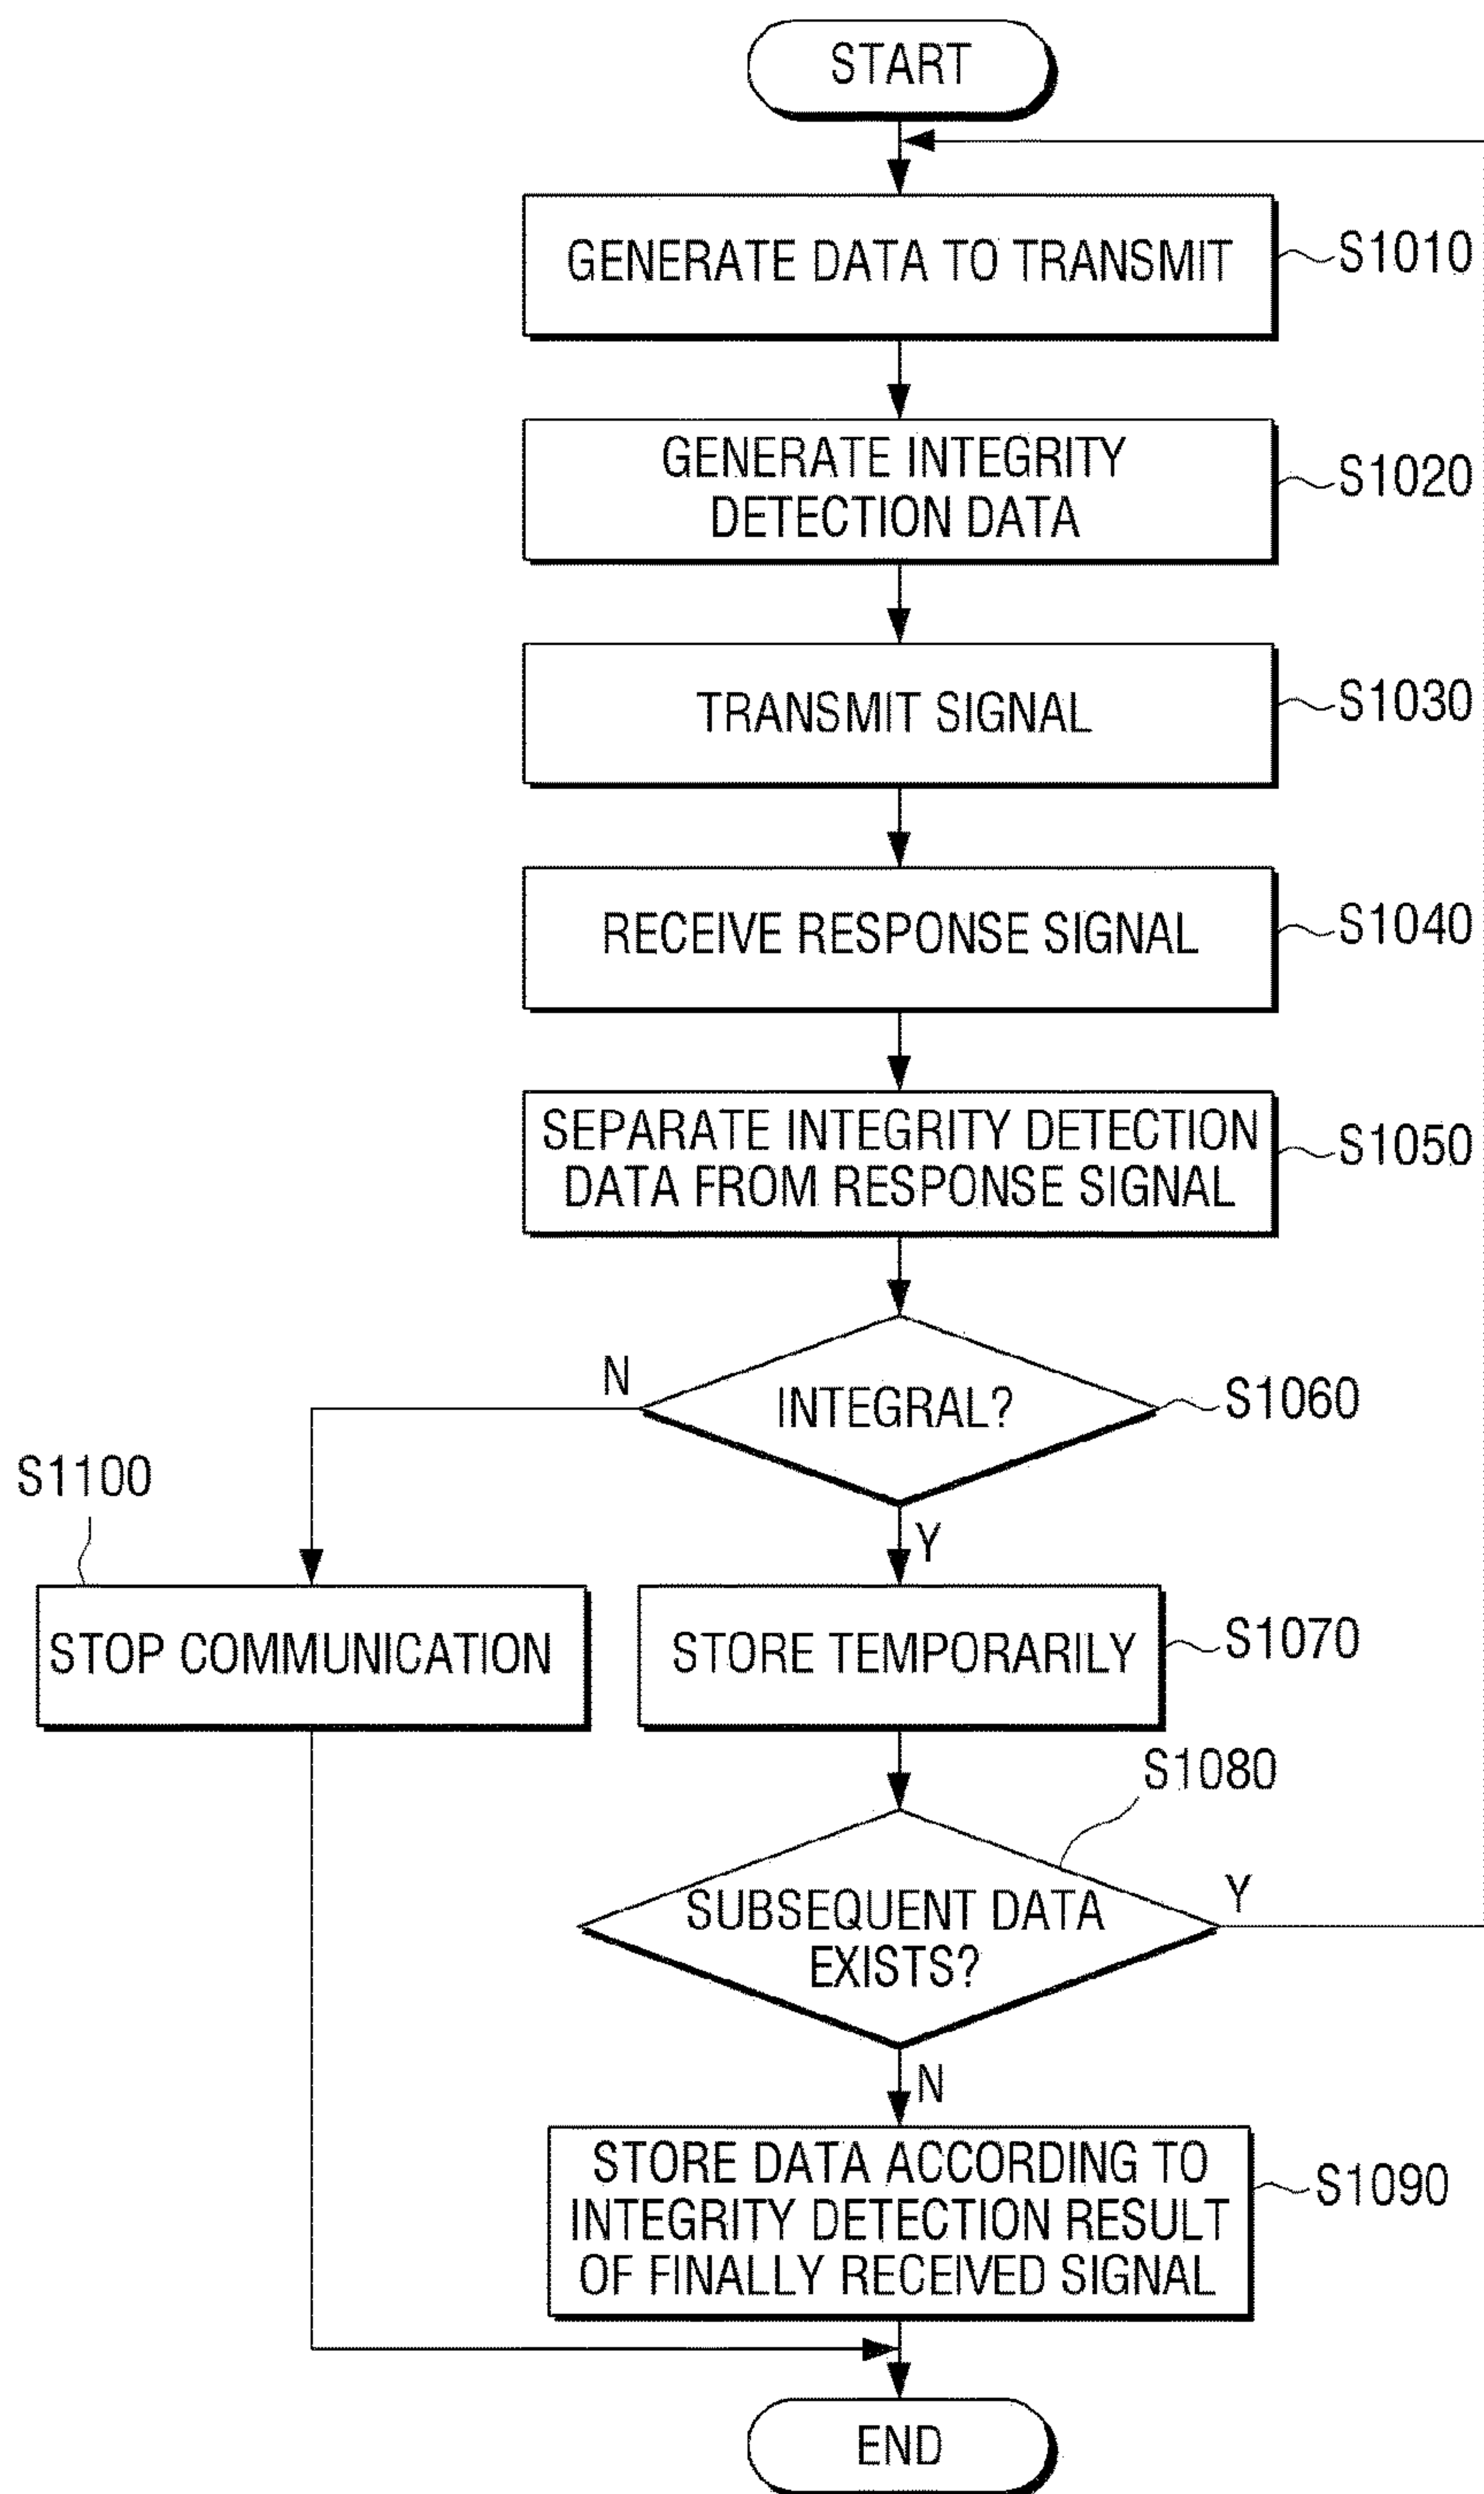 START
GENERATE DATA TO TRANSMIT
S1010
GENERATE INTEGRITY
DETECTION DATA
S1020
TRANSMIT SIGNAL
S1030
RECEIVE RESPONSE SIGNAL
S1040
SEPARATE INTEGRITY DETECTION
DATA FROM RESPONSE SIGNAL
S1050
N
INTEGRAL?
S1060
S1100
Y
STOP COMMUNICATION
STORE TEMPORARILY
S1070
S1080
SUBSEQUENT DATA
EXISTS?
Y
N
STORE DATA ACCORDING TO
INTEGRITY DETECTION RESULT
OF FINALLY RECEIVED SIGNAL
S1090
END